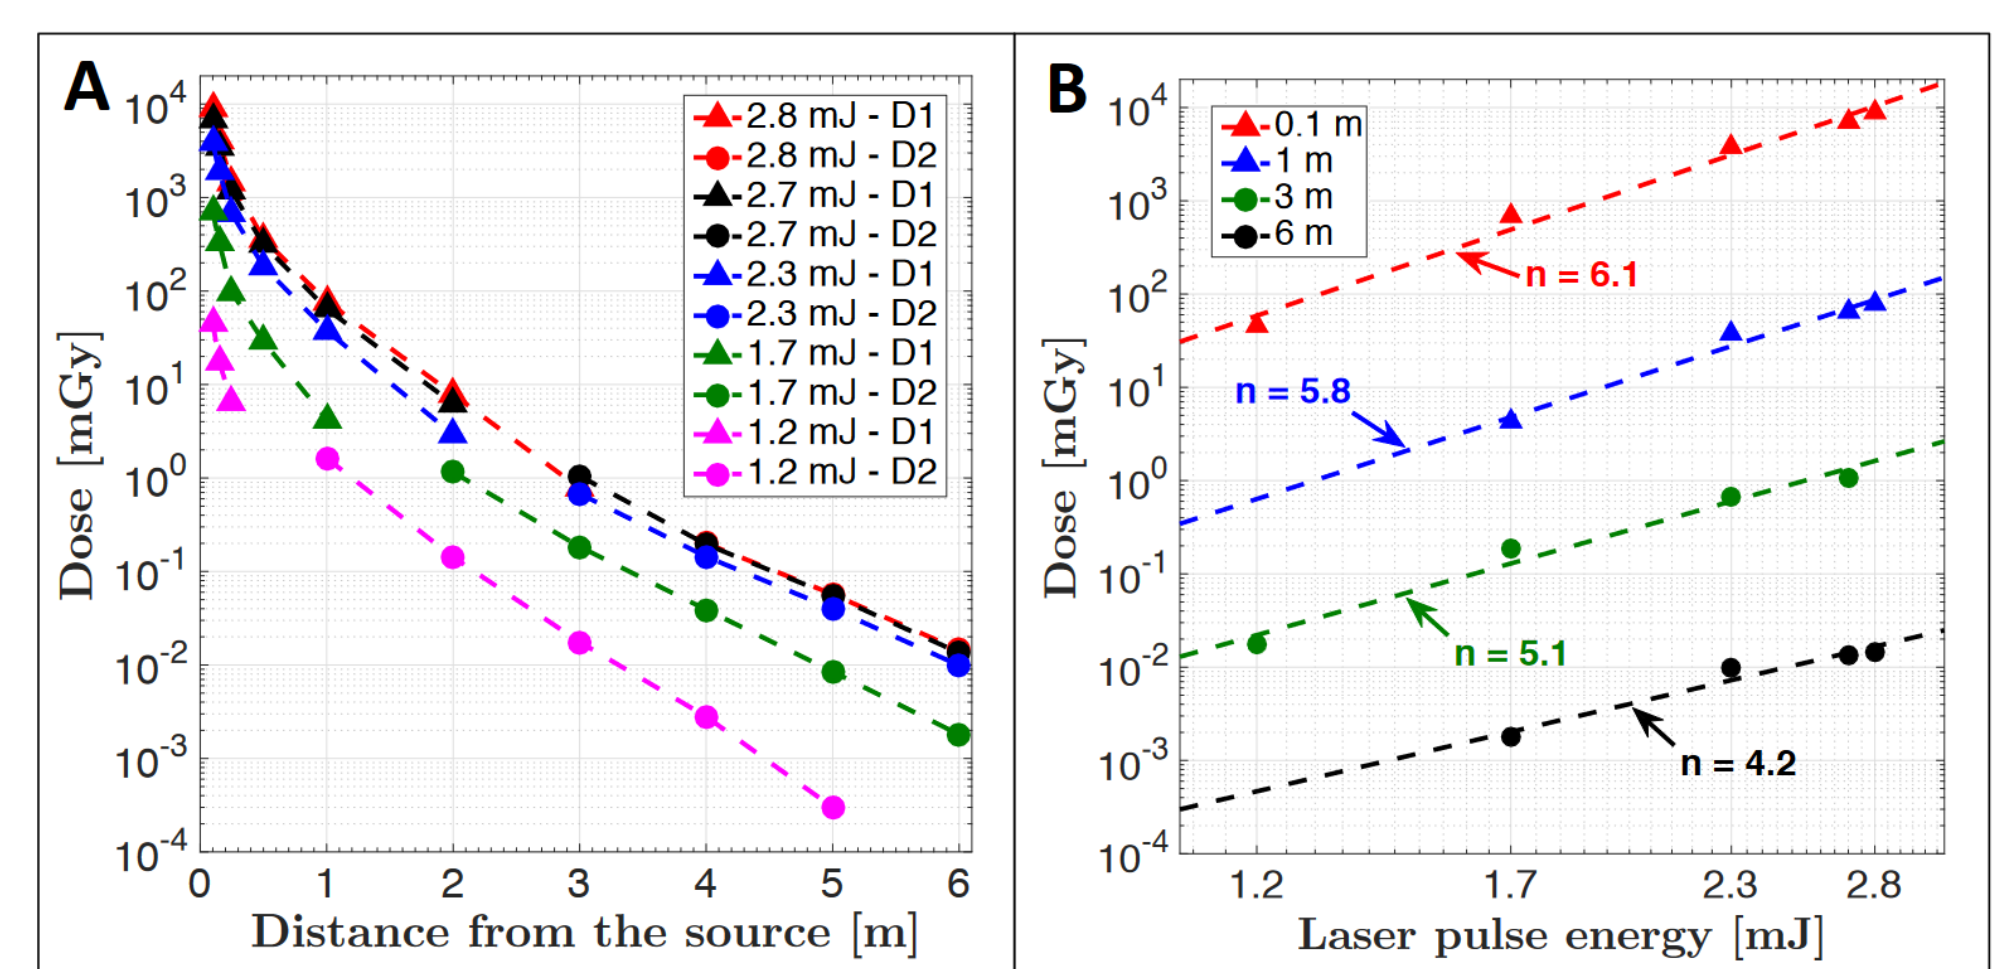 A
10^4
10^3
10^2
10^1
10^0
10^-1
10^-2
10^-3
10^-4
Dose [mGy]
0 1 2 3 4 5 6
Distance from the source [m]
2.8 mJ - D1
2.8 mJ - D2
2.7 mJ - D1
2.7 mJ - D2
2.3 mJ - D1
2.3 mJ - D2
1.7 mJ - D1
1.7 mJ - D2
1.2 mJ - D1
1.2 mJ - D2
B
10^4
10^3
10^2
10^1
10^0
10^-1
10^-2
10^-3
10^-4
Dose [mGy]
0.1 m
1 m
3 m
6 m
n = 6.1
n = 5.8
n = 5.1
n = 4.2
1.2 1.7 2.3 2.8
Laser pulse energy [mJ]